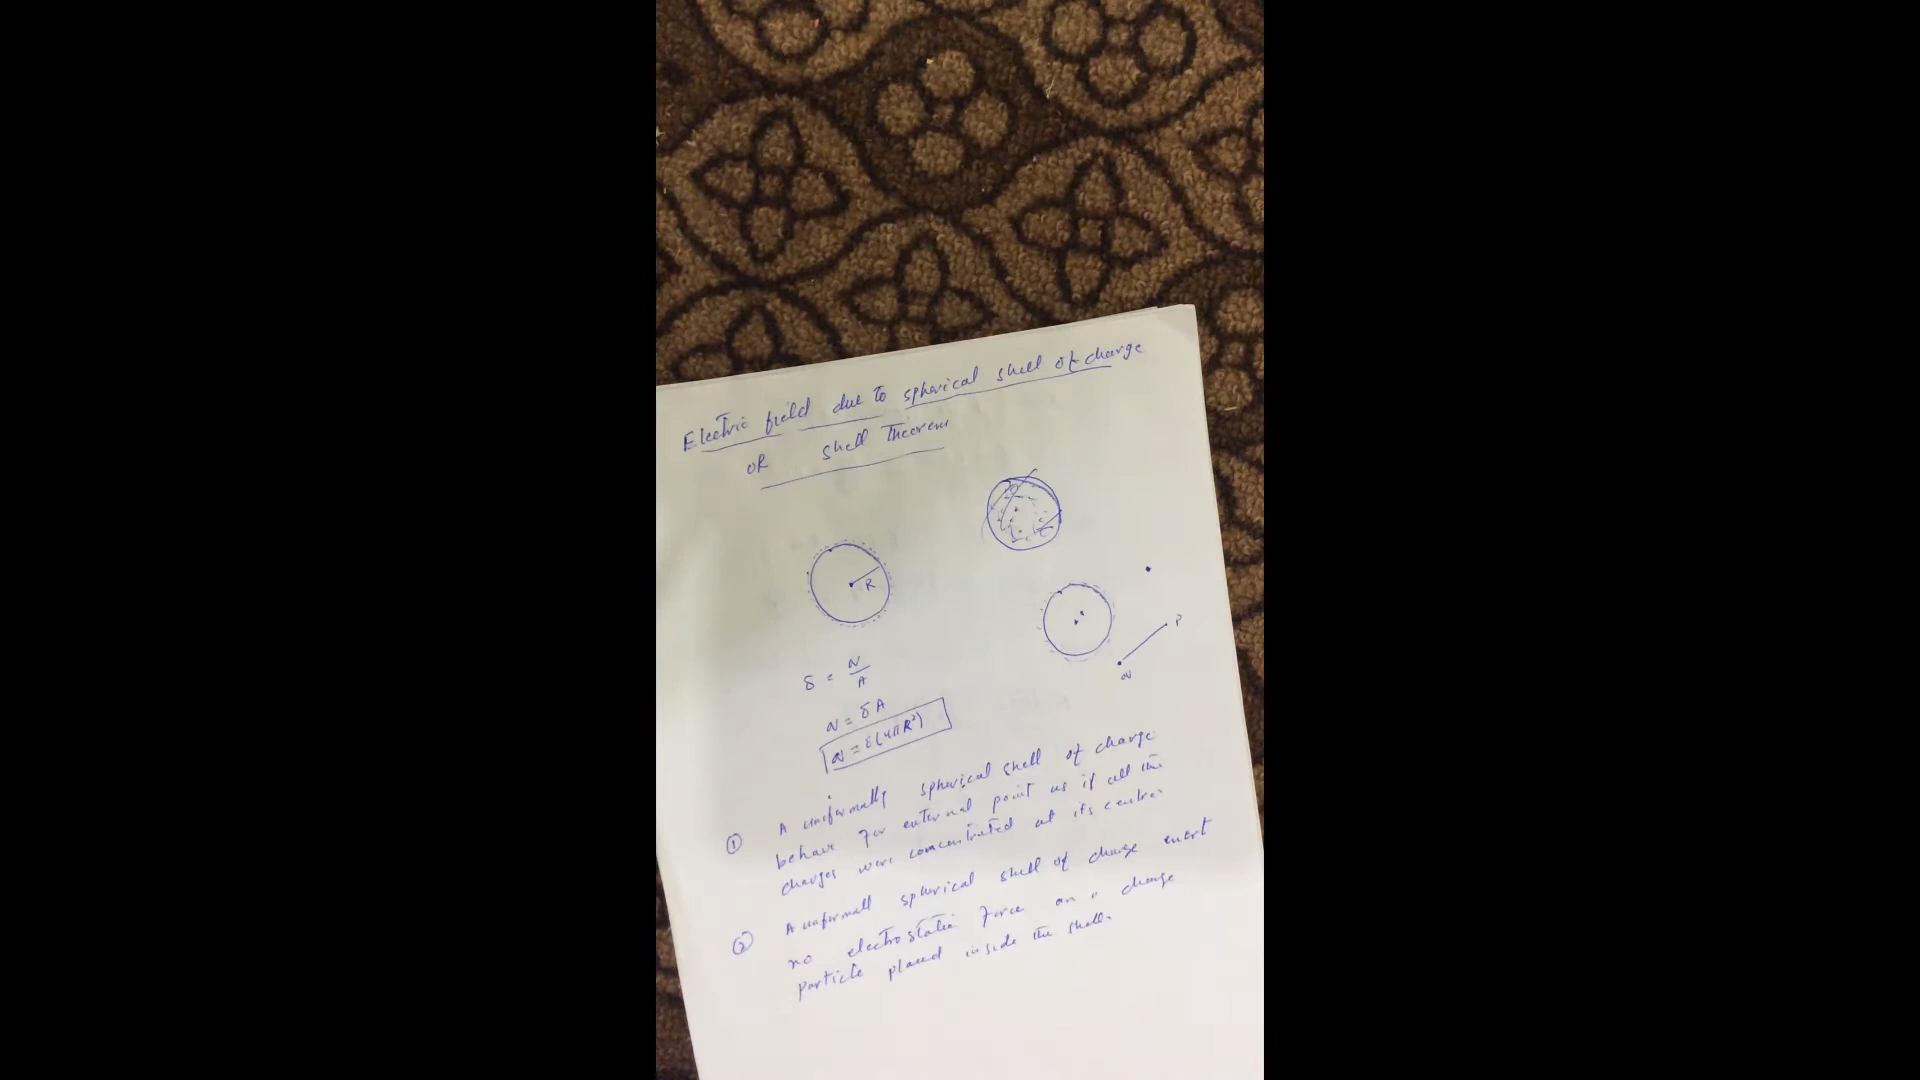 Electric field due to spherical shell of charge
OR shell Theorem
R
P
δ = q/A
q = δA
q = δ(4πR²)
q
① A uniformally spherical shell of charge
behave for external point as if all the
charges were concentrated at its centre.
② A uniformall spherical shell of charge exert
no electrostatic force on a charge
particle placed inside the shell.